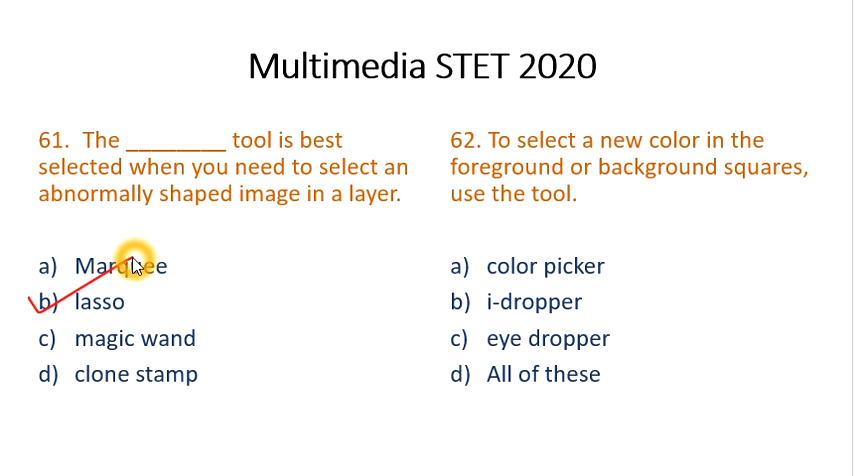 Multimedia STET 2020
61. The _________ tool is best
selected when you need to select an
abnormally shaped image in a layer.
a) Marquee
b) lasso
c) magic wand
d) clone stamp
62. To select a new color in the
foreground or background squares,
use the tool.
a) color picker
b) i-dropper
c) eye dropper
d) All of these